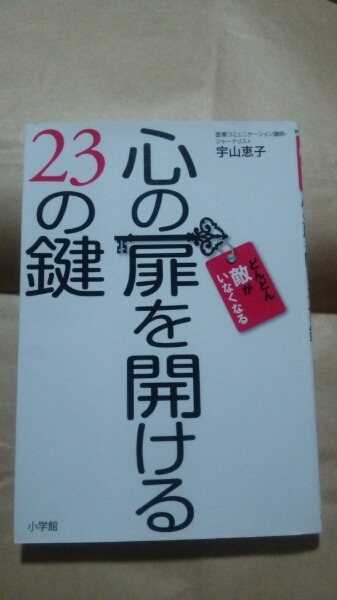 医療コミュニケーション講師・
ジャーナリスト
宇山恵子
心の扉を開ける
23の鍵
どんどん
敵が
いなくなる
小学館